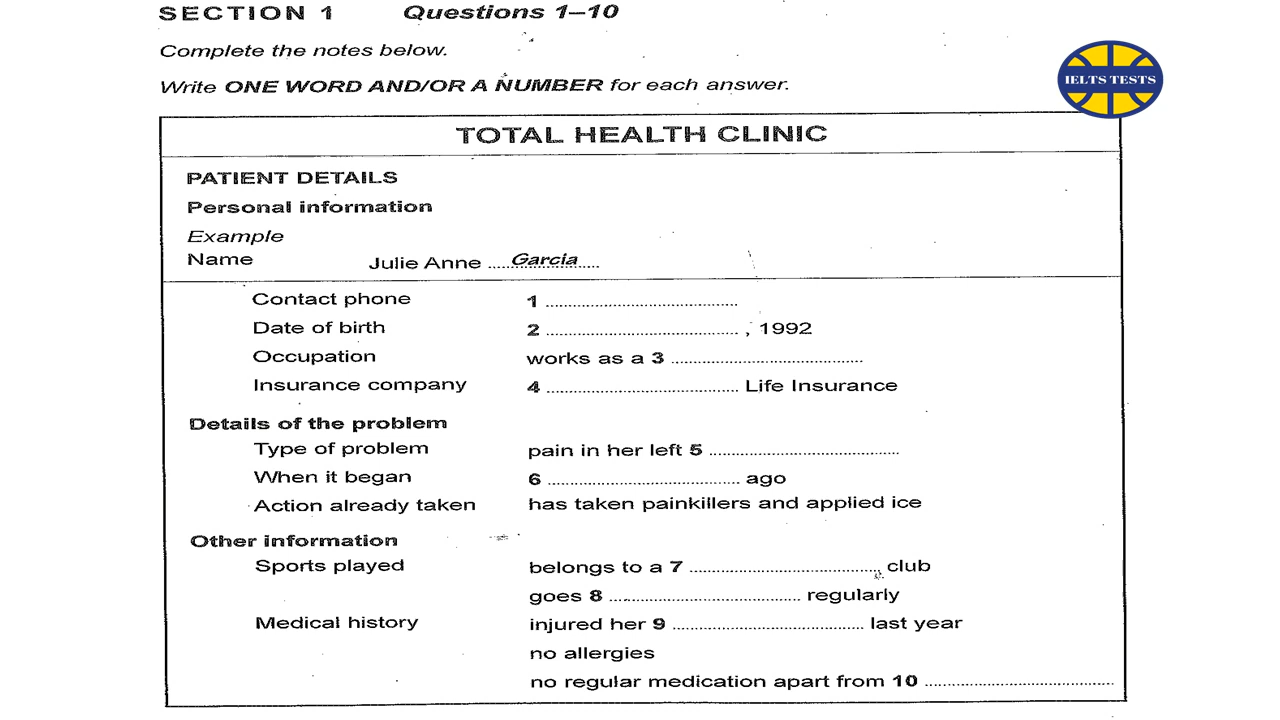 SECTION 1 Questions 1–10
Complete the notes below.
IELTS TESTS
Write ONE WORD AND/OR A NUMBER for each answer.
TOTAL HEALTH CLINIC
PATIENT DETAILS
Personal information
Example
Name Julie Anne ....Garcia....
Contact phone 1 ......................................
Date of birth 2 ...................................... , 1992
Occupation works as a 3 ......................................
Insurance company 4 ...................................... Life Insurance
Details of the problem
Type of problem pain in her left 5 ......................................
When it began 6 ...................................... ago
Action already taken has taken painkillers and applied ice
Other information
Sports played belongs to a 7 ...................................... club
goes 8 ...................................... regularly
Medical history injured her 9 ...................................... last year
no allergies
no regular medication apart from 10 ......................................